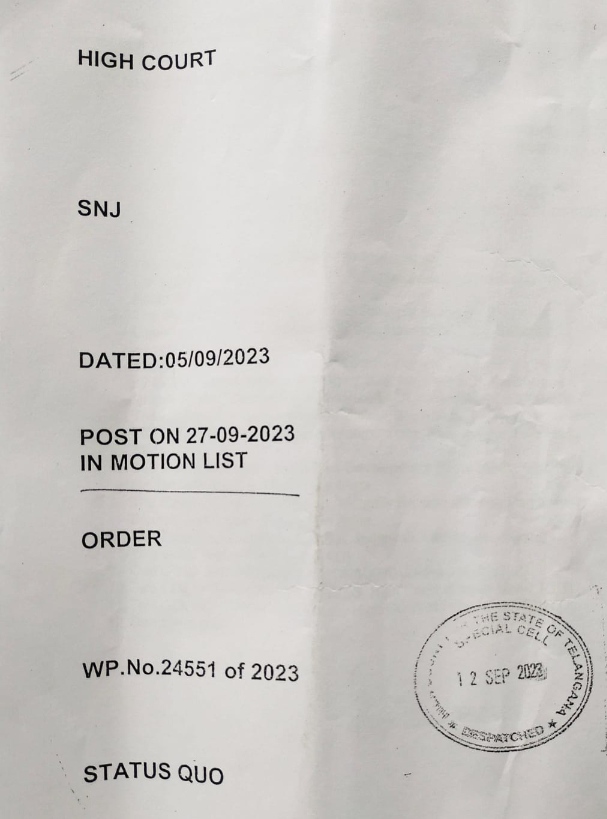 HIGH COURT
SNJ
DATED:05/09/2023
POST ON 27-09-2023
IN MOTION LIST
ORDER
WP.No.24551 of 2023
STATUS QUO
THE STATE OF TELANGANA
SPECIAL CELL
12 SEP 2023
★ DESPATCHED ★